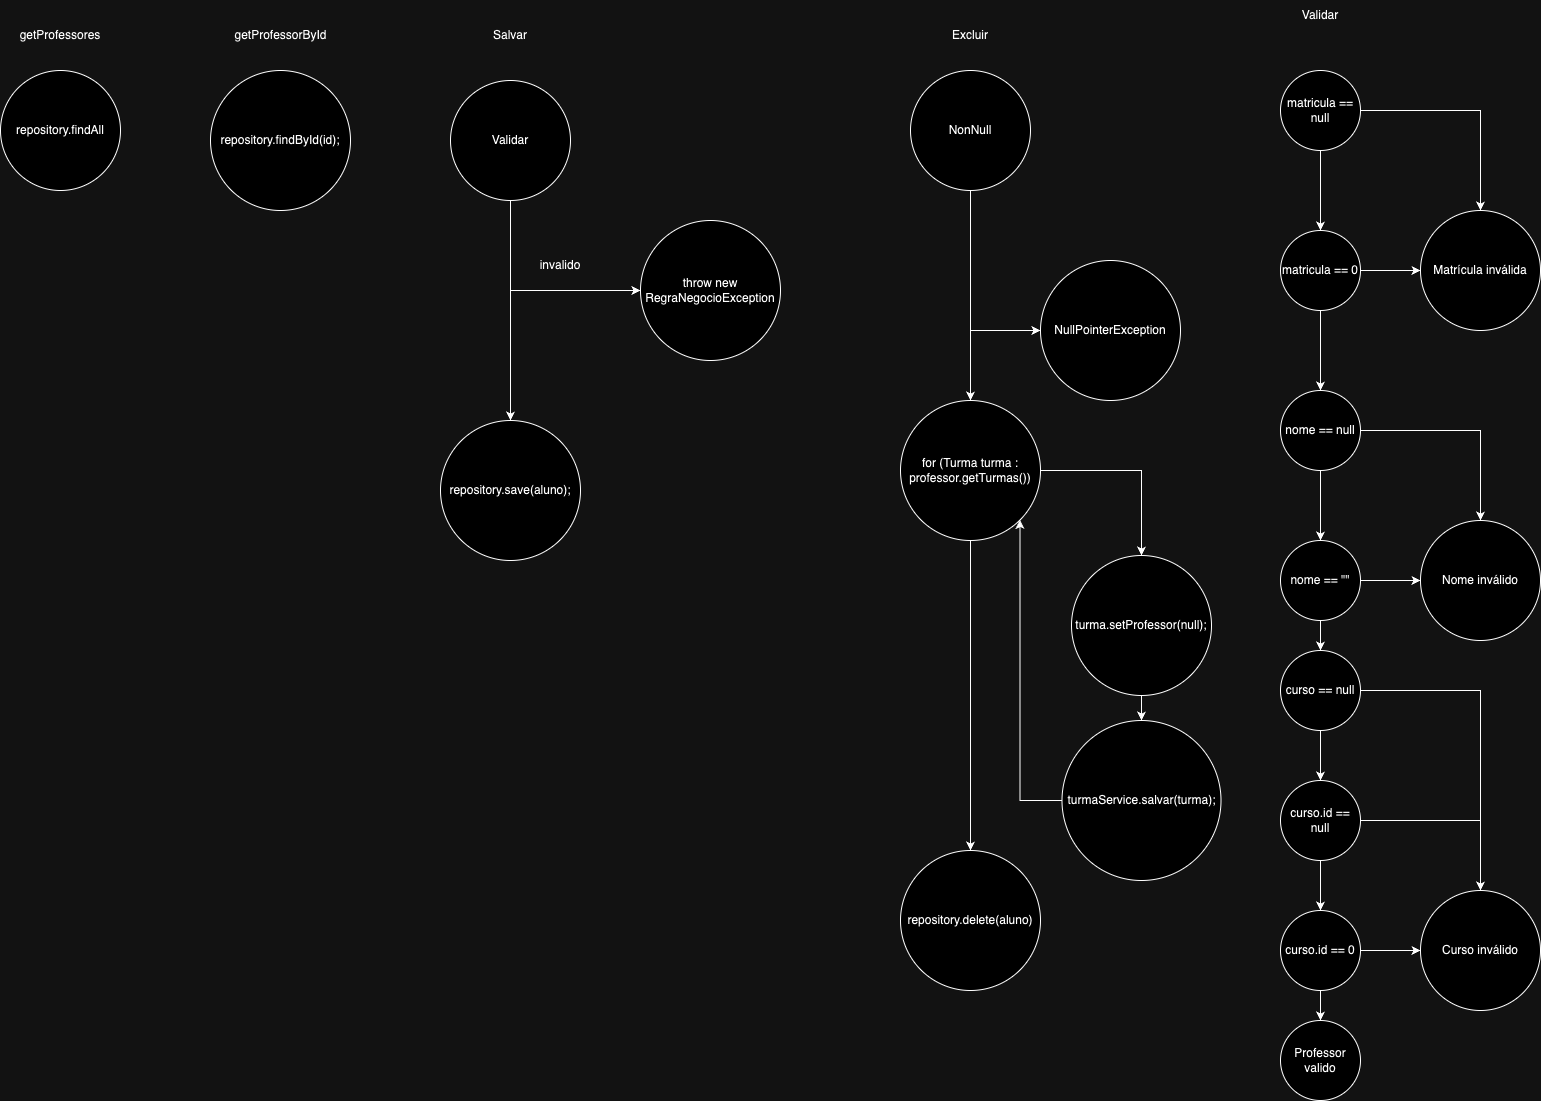 getProfessores
repository.findAll
getProfessorById
repository.findById(id);
Salvar
Validar
invalido
throw new
RegraNegocioException
repository.save(aluno);
Excluir
NonNull
NullPointerException
for (Turma turma :
professor.getTurmas())
turma.setProfessor(null);
turmaService.salvar(turma);
repository.delete(aluno)
Validar
matricula ==
null
matricula == 0
Matrícula inválida
nome == null
nome == ""
Nome inválido
curso == null
curso.id ==
null
curso.id == 0
Curso inválido
Professor
valido